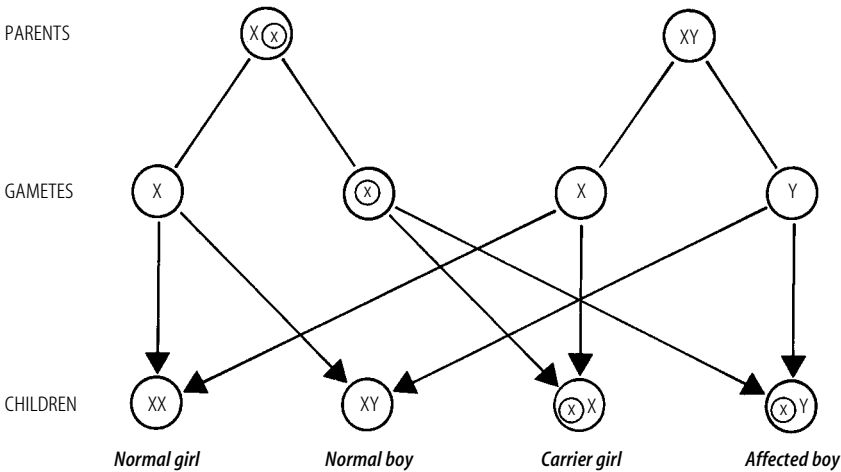 PARENTS X x XY
GAMETES X x X Y
CHILDREN XX XY x X x Y
Normal girl Normal boy Carrier girl Affected boy